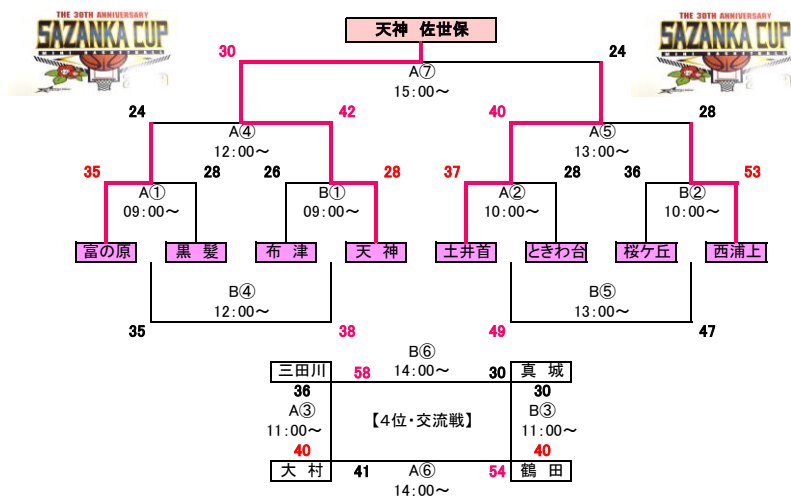 THE 30TH ANNIVERSARY
SAZANKA CUP
MINI BASKETBALL
天神 佐世保
THE 30TH ANNIVERSARY
SAZANKA CUP
MINI BASKETBALL
30
24
A⑦
15:00～
24
42
40
28
A④
12:00～
A⑤
13:00～
35
28
26
28
37
28
36
53
A①
09:00～
B①
09:00～
A②
10:00～
B②
10:00～
富の原
黒 髪
布 津
天 神
土井首
ときわ台
桜ケ丘
西浦上
B④
12:00～
B⑤
13:00～
35
38
49
47
B⑥
14:00～
三田川
58
30
真 城
36
30
A③
11:00～
【4位・交流戦】
B③
11:00～
40
40
大 村
41
A⑥
14:00～
54
鶴 田